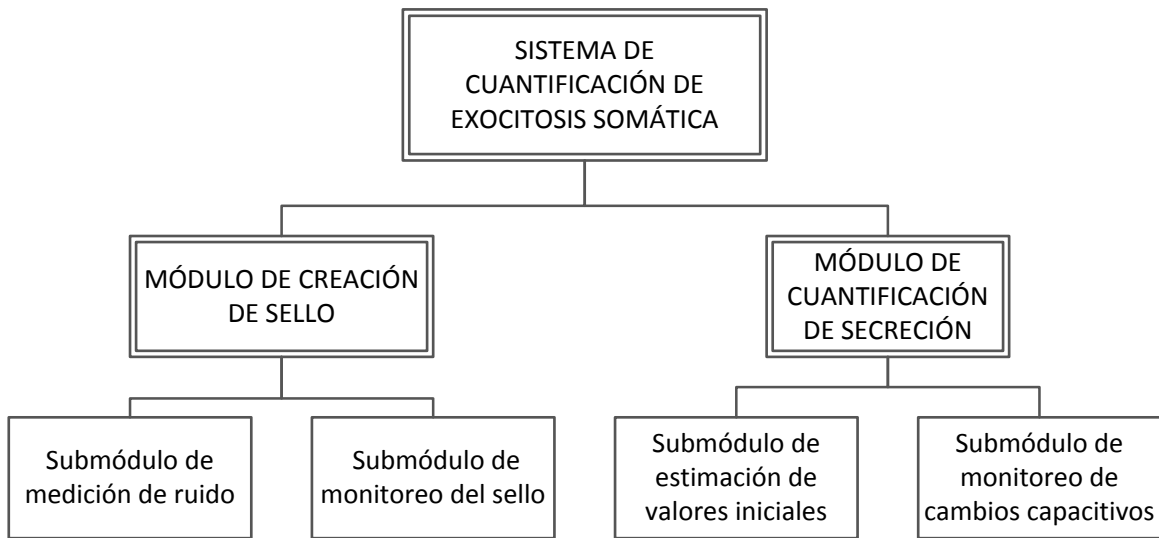 SISTEMA DE
CUANTIFICACIÓN DE
EXOCITOSIS SOMÁTICA
MÓDULO DE CREACIÓN
DE SELLO
MÓDULO DE
CUANTIFICACIÓN
DE SECRECIÓN
Submódulo de
medición de ruido
Submódulo de
monitoreo del sello
Submódulo de
estimación de
valores iniciales
Submódulo de
monitoreo de
cambios capacitivos